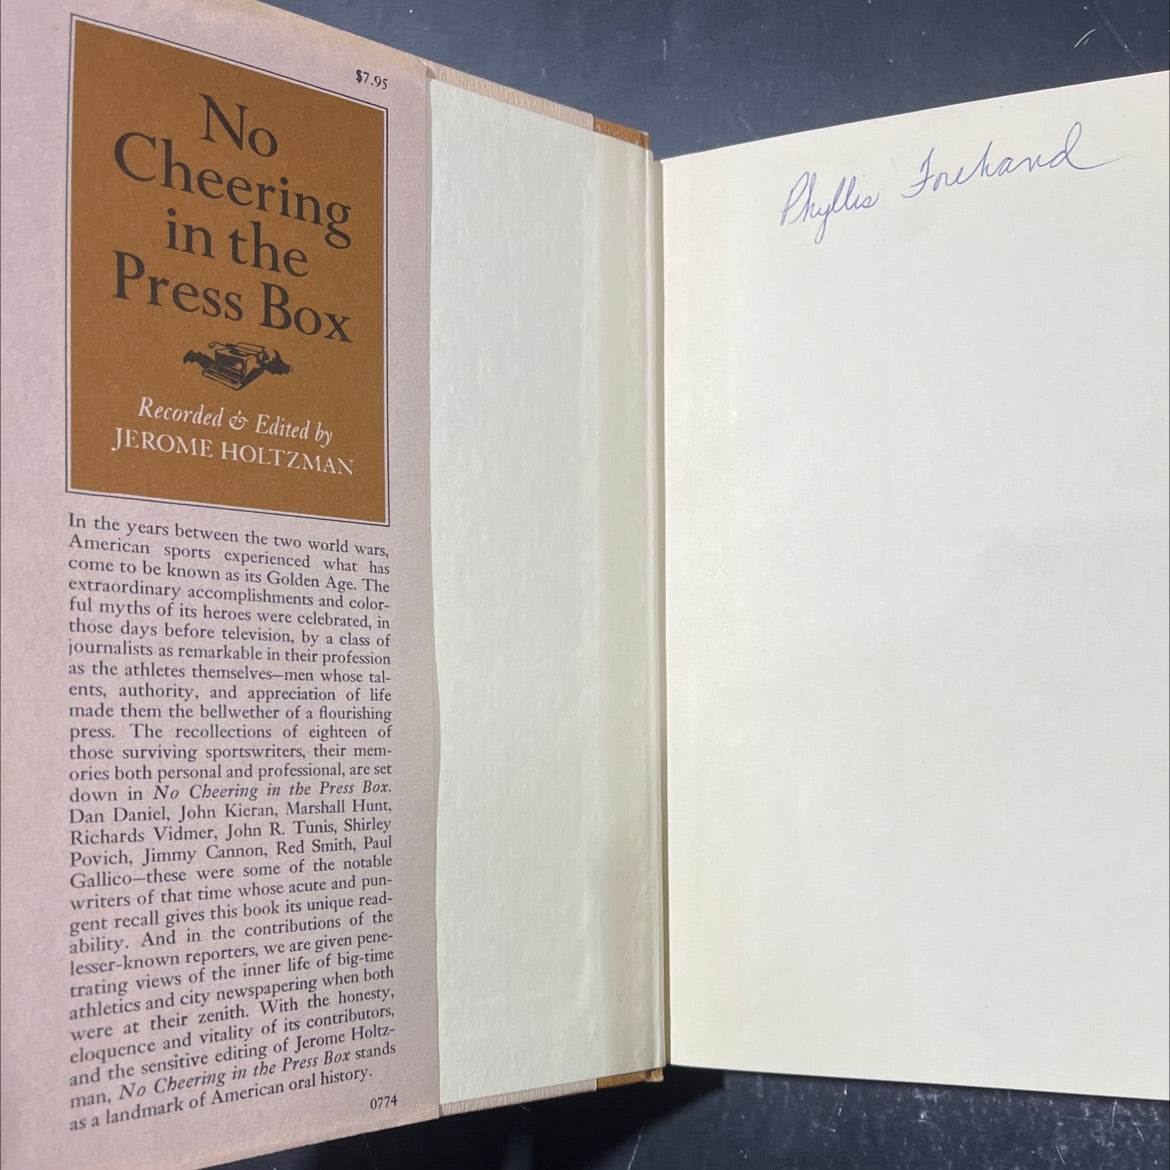 $7.95
No
Cheering
in the
Press Box
Recorded & Edited by
JEROME HOLTZMAN
In the years between the two world wars,
American sports experienced what has
come to be known as its Golden Age. The
extraordinary accomplishments and color-
ful myths of its heroes were celebrated, in
those days before television, by a class of
journalists as remarkable in their profession
as the athletes themselves—men whose tal-
ents, authority, and appreciation of life
made them the bellwether of a flourishing
press. The recollections of eighteen of
those surviving sportswriters, their mem-
ories both personal and professional, are set
down in No Cheering in the Press Box.
Dan Daniel, John Kieran, Marshall Hunt,
Richards Vidmer, John R. Tunis, Shirley
Povich, Jimmy Cannon, Red Smith, Paul
Gallico—these were some of the notable
writers of that time whose acute and pun-
gent recall gives this book its unique read-
ability. And in the contributions of the
lesser-known reporters, we are given pene-
trating views of the inner life of big-time
athletics and city newspapering when both
were at their zenith. With the honesty,
eloquence and vitality of its contributors,
and the sensitive editing of Jerome Holtz-
man, No Cheering in the Press Box stands
as a landmark of American oral history.
0774
Phyllis Forehand